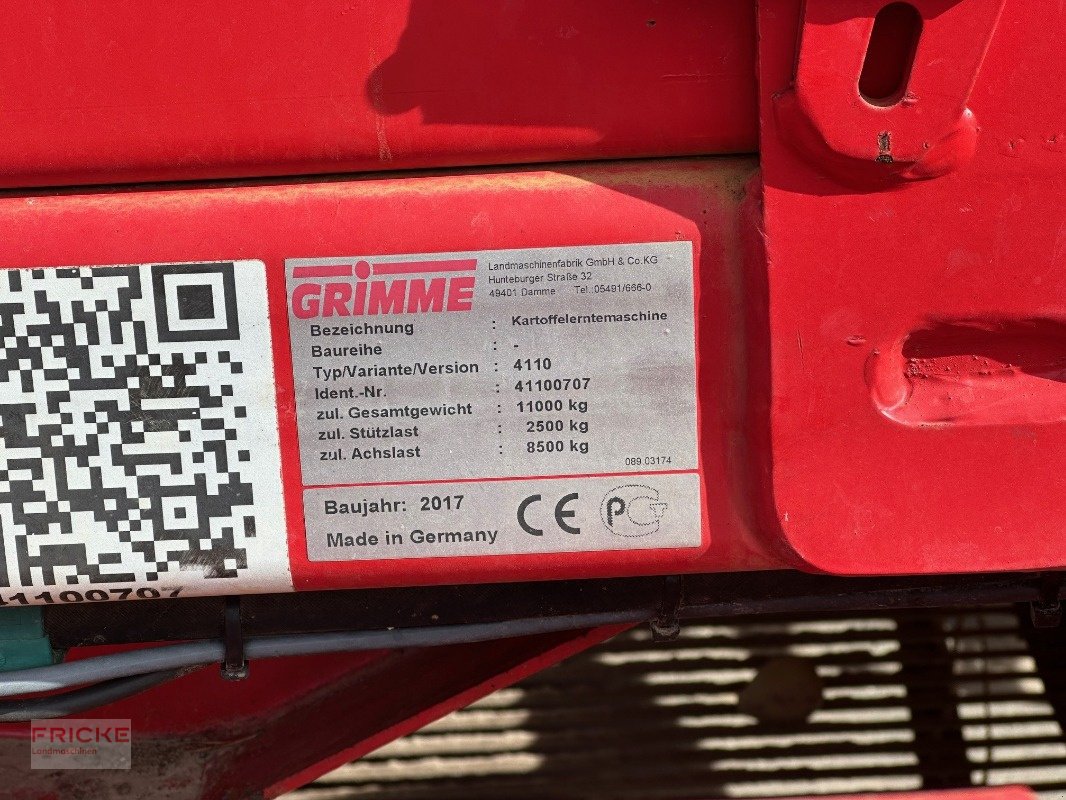 GRIMME
Landmaschinenfabrik GmbH & Co.KG
Hunteburger Straße 32
49401 Damme Tel.:05491/666-0
Bezeichnung : Kartoffelerntemaschine
Baureihe : -
Typ/Variante/Version : 4110
Ident.-Nr. : 41100707
zul. Gesamtgewicht : 11000 kg
zul. Stützlast : 2500 kg
zul. Achslast : 8500 kg
089.03174
Baujahr: 2017
Made in Germany
CE
41100707
FRICKE
Landmaschinen